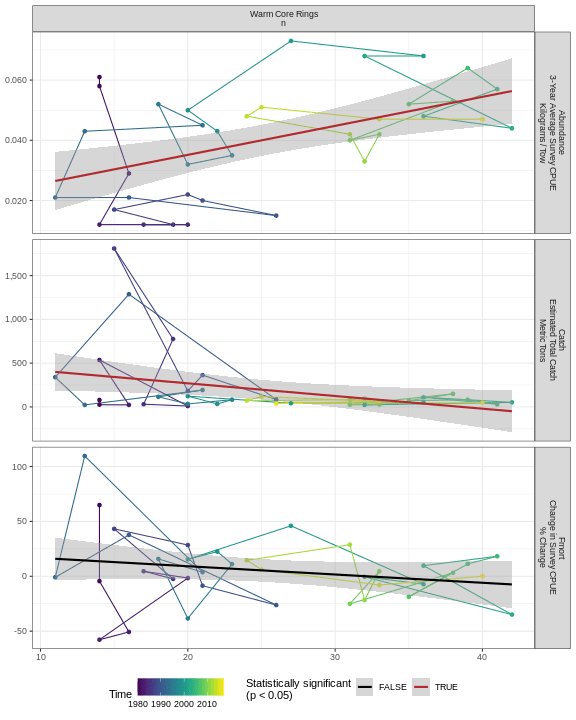 Warm Core Rings
n
0.060
0.040
0.020
Abundance
3-Year Average Survey CPUE
Kilograms / Tow
1,500
1,000
500
0
Catch
Estimated Total Catch
Metric Tons
100
50
0
-50
Fmort
Change in Survey CPUE
% Change
10 20 30 40
Time
1980 1990 2000 2010
Statistically significant
(p < 0.05)
FALSE TRUE